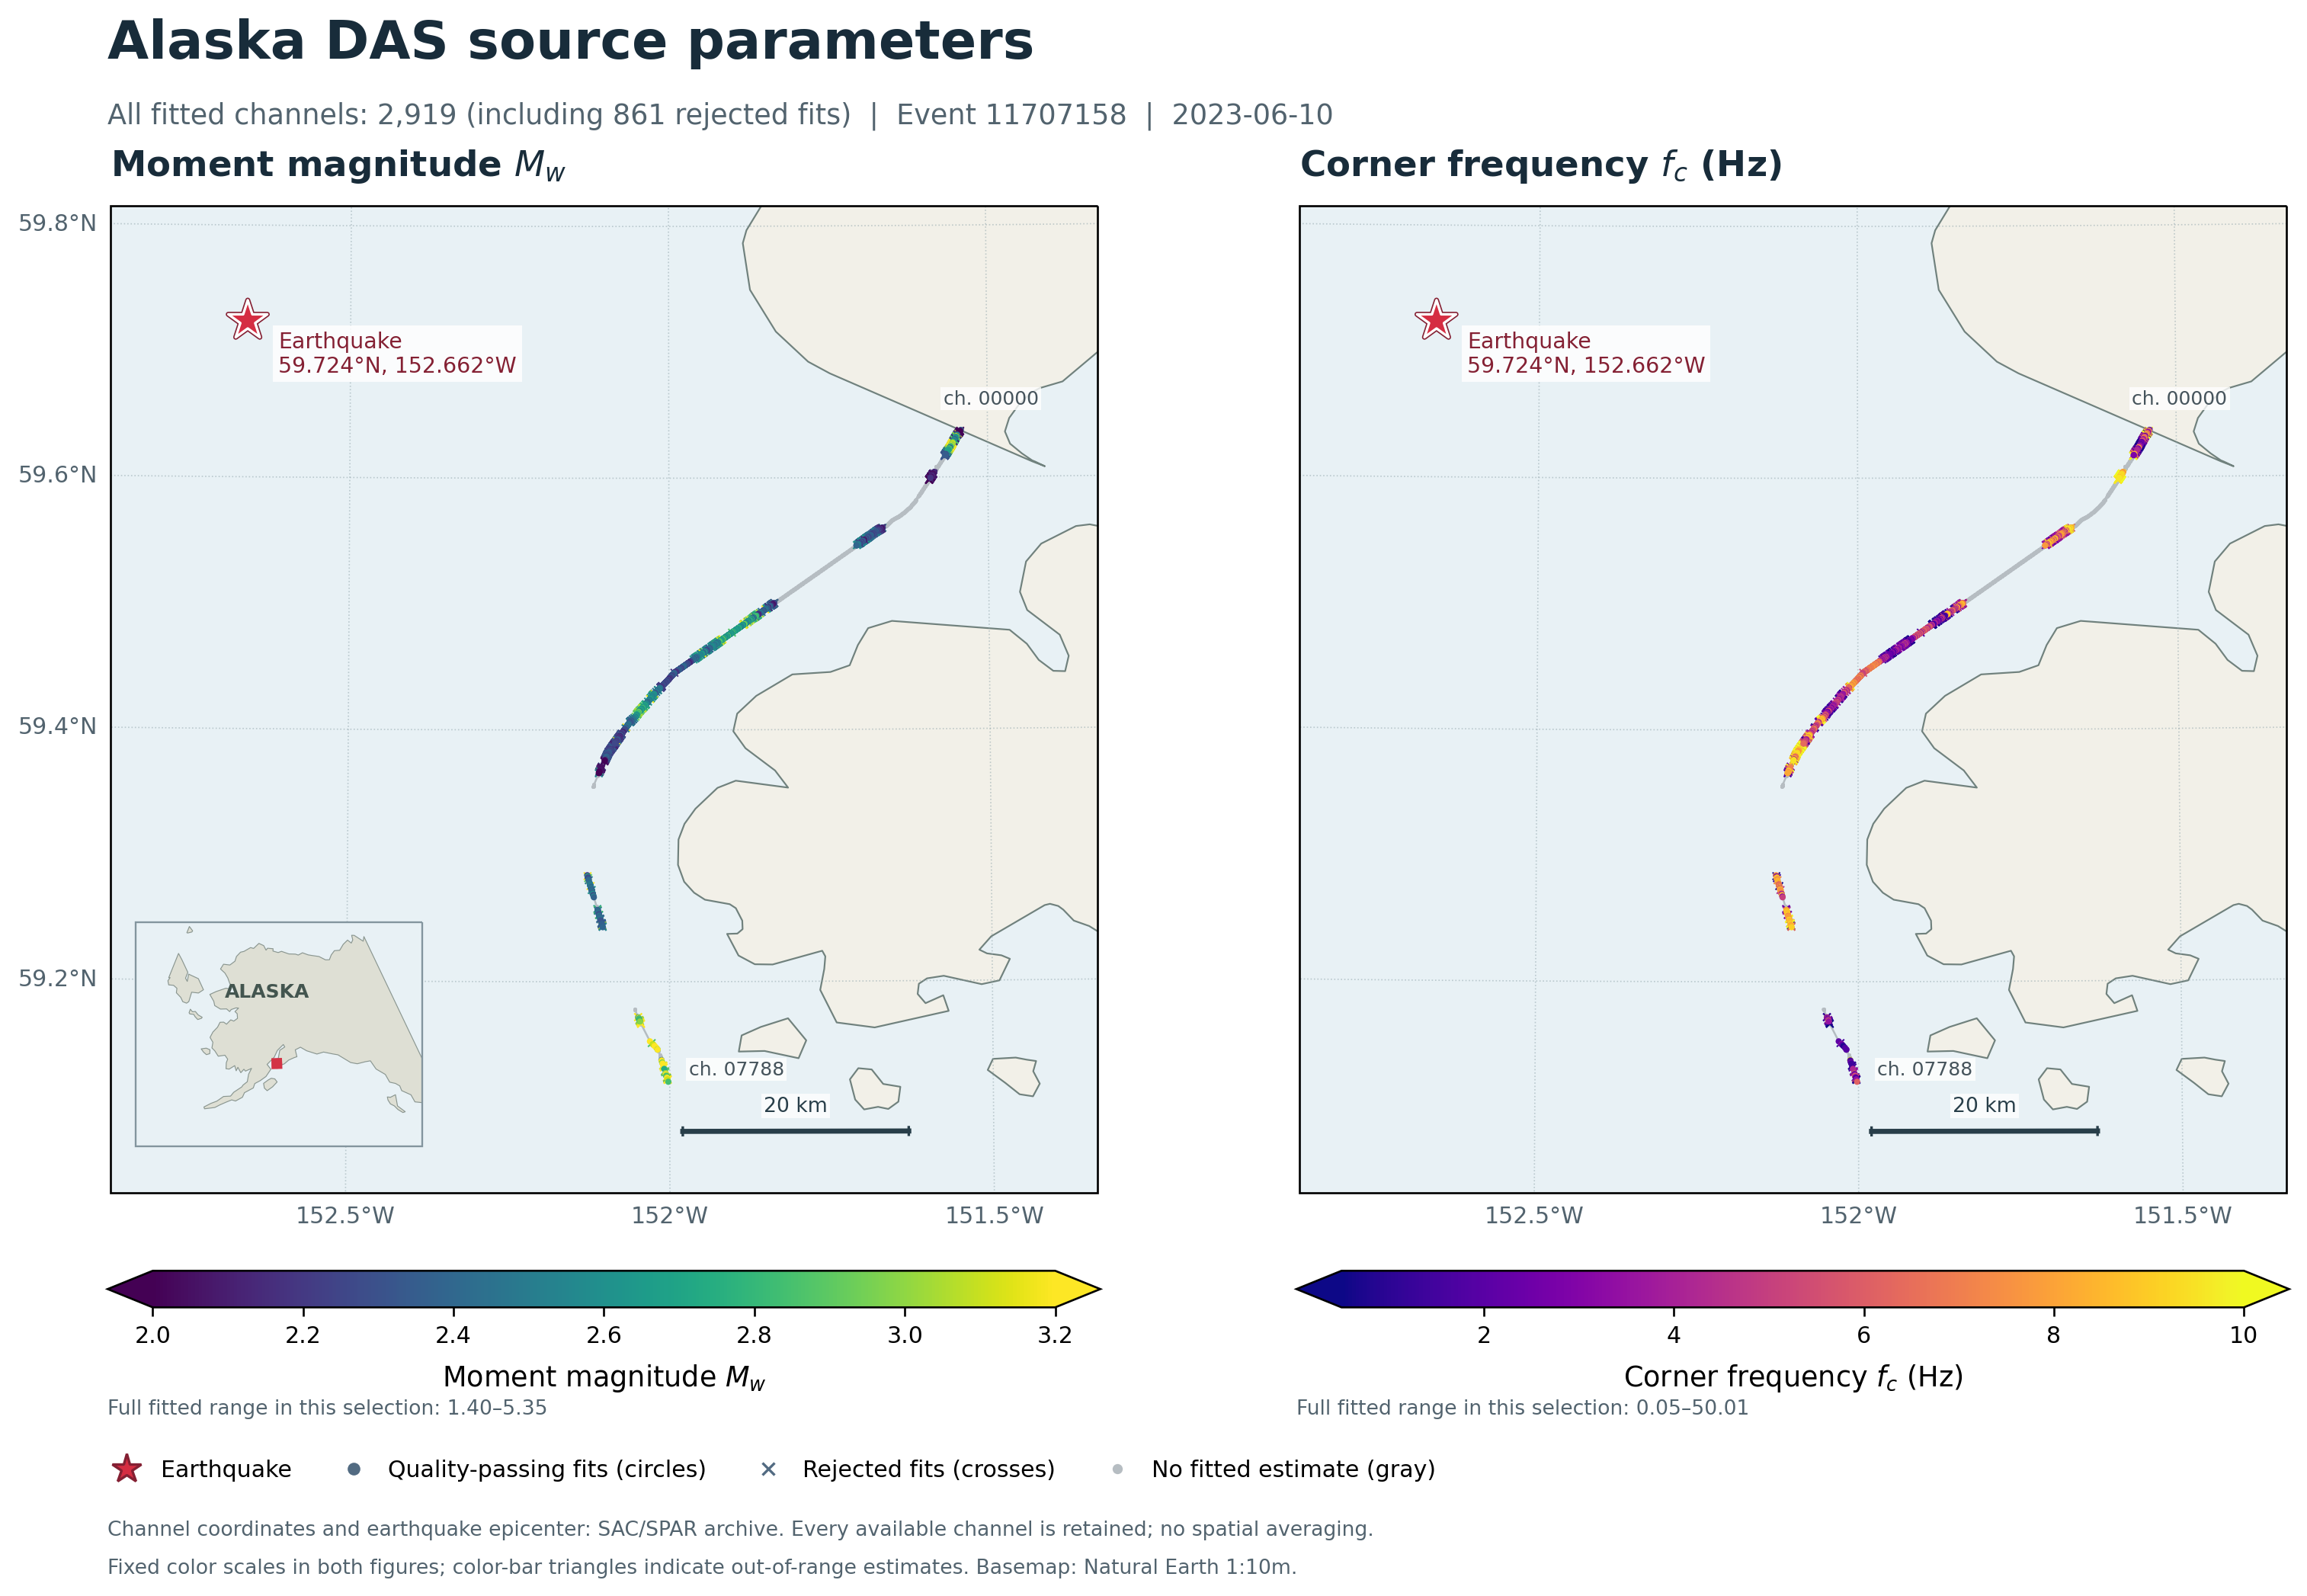 Alaska DAS source parameters
All fitted channels: 2,919 (including 861 rejected fits) | Event 11707158 | 2023-06-10
Moment magnitude Mw
59.8°N
59.6°N
59.4°N
59.2°N
Earthquake
59.724°N, 152.662°W
ch. 00000
ALASKA
ch. 07788
20 km
152.5°W
152°W
151.5°W
2.0
2.2
2.4
2.6
2.8
3.0
3.2
Moment magnitude Mw
Full fitted range in this selection: 1.40–5.35
Corner frequency fc (Hz)
Earthquake
59.724°N, 152.662°W
ch. 00000
ch. 07788
20 km
152.5°W
152°W
151.5°W
2
4
6
8
10
Corner frequency fc (Hz)
Full fitted range in this selection: 0.05–50.01
Earthquake
Quality-passing fits (circles)
Rejected fits (crosses)
No fitted estimate (gray)
Channel coordinates and earthquake epicenter: SAC/SPAR archive. Every available channel is retained; no spatial averaging.
Fixed color scales in both figures; color-bar triangles indicate out-of-range estimates. Basemap: Natural Earth 1:10m.